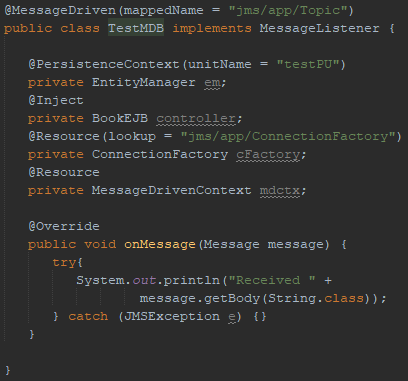 @MessageDriven(mappedName = "jms/app/Topic")
public class TestMDB implements MessageListener {
@PersistenceContext(unitName = "testPU")
private EntityManager em;
@Inject
private BookEJB controller;
@Resource(lookup = "jms/app/ConnectionFactory")
private ConnectionFactory cFactory;
@Resource
private MessageDrivenContext mdctx;
@Override
public void onMessage(Message message) {
try{
System.out.println("Received " +
message.getBody(String.class));
} catch (JMSException e) {}
}
}